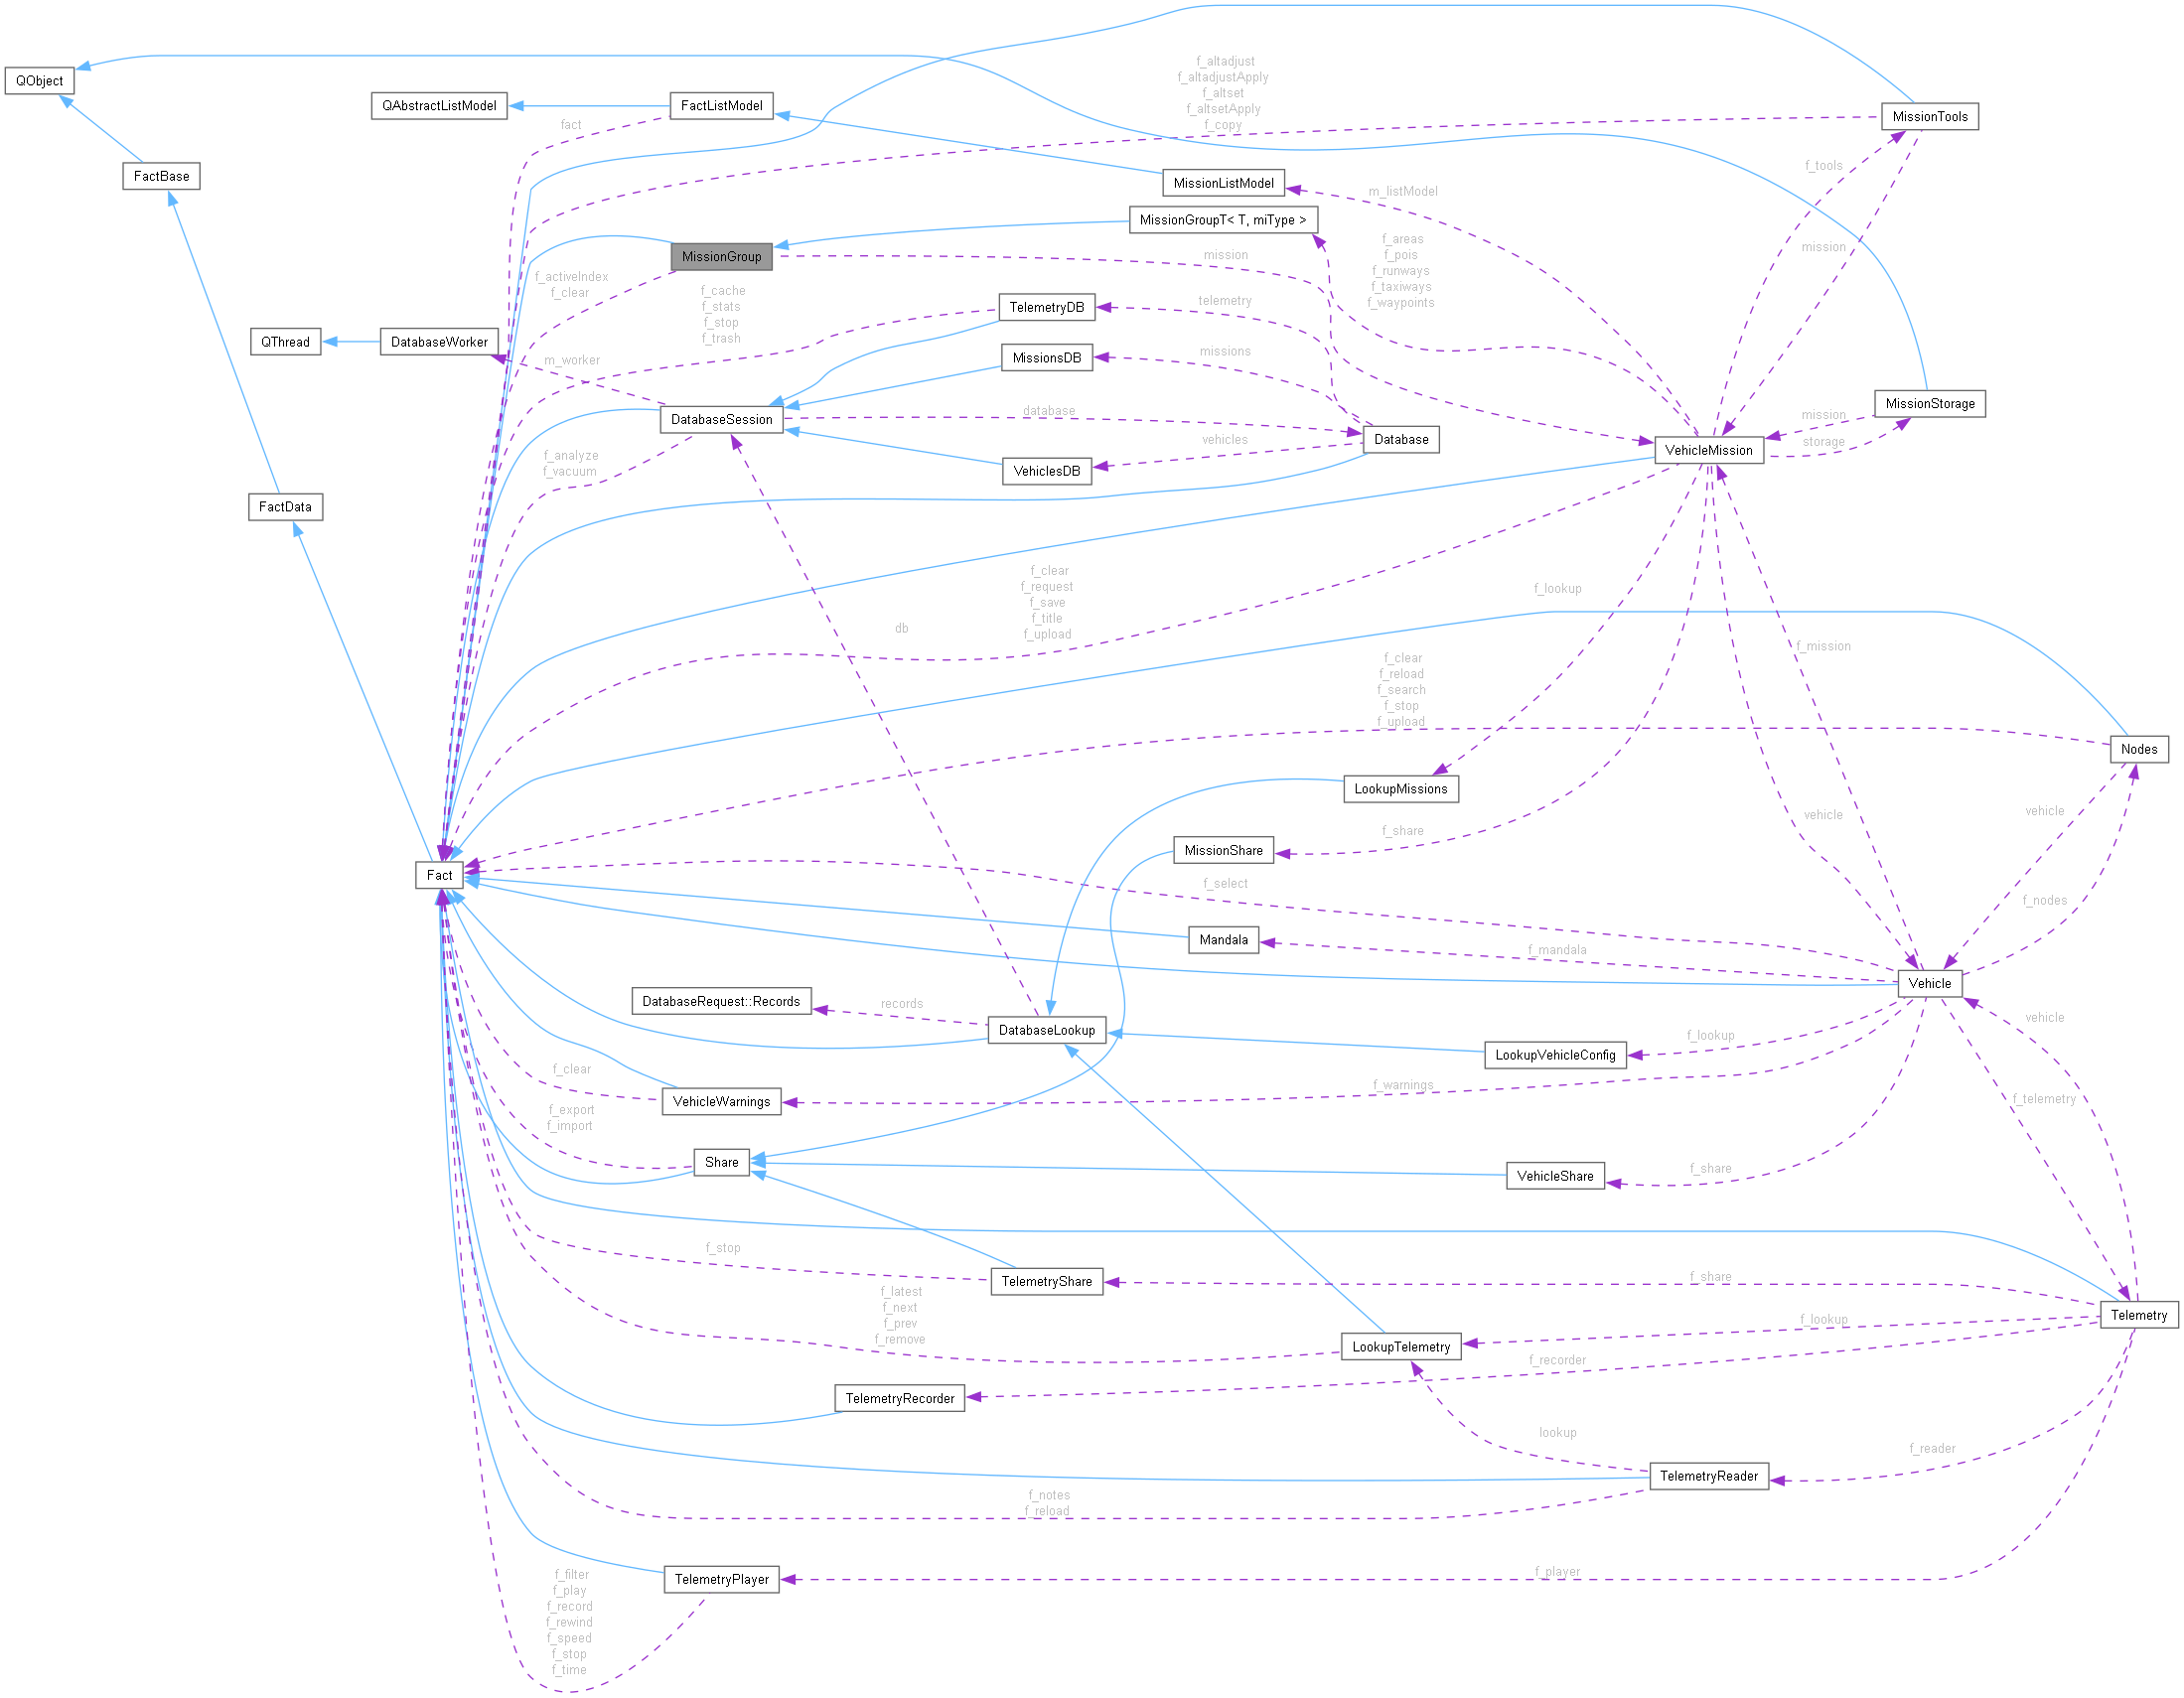 QObject
QAbstractListModel
FactListModel
MissionTools
f_altadjust
f_altadjustApply
f_altset
f_altsetApply
f_copy
fact
FactBase
MissionListModel
m_listModel
f_tools
MissionGroupT< T, miType >
MissionGroup
mission
f_areas
f_pois
f_runways
f_taxiways
f_waypoints
mission
f_activeIndex
f_clear
f_cache
f_stats
f_stop
f_trash
TelemetryDB
telemetry
QThread
DatabaseWorker
m_worker
MissionsDB
missions
MissionStorage
mission
storage
DatabaseSession
database
Database
VehicleMission
f_analyze
f_vacuum
VehiclesDB
vehicles
FactData
f_clear
f_request
f_save
f_title
f_upload
f_lookup
db
f_mission
f_clear
f_reload
f_search
f_stop
f_upload
Nodes
LookupMissions
vehicle
vehicle
MissionShare
f_share
Fact
f_select
f_nodes
Mandala
f_mandala
Vehicle
DatabaseRequest::Records
records
DatabaseLookup
vehicle
f_lookup
LookupVehicleConfig
f_clear
VehicleWarnings
f_warnings
f_telemetry
f_export
f_import
Share
VehicleShare
f_share
f_stop
TelemetryShare
f_share
f_latest
f_next
f_prev
f_remove
LookupTelemetry
f_lookup
Telemetry
f_recorder
TelemetryRecorder
lookup
f_reader
TelemetryReader
f_notes
f_reload
TelemetryPlayer
f_player
f_filter
f_play
f_record
f_rewind
f_speed
f_stop
f_time